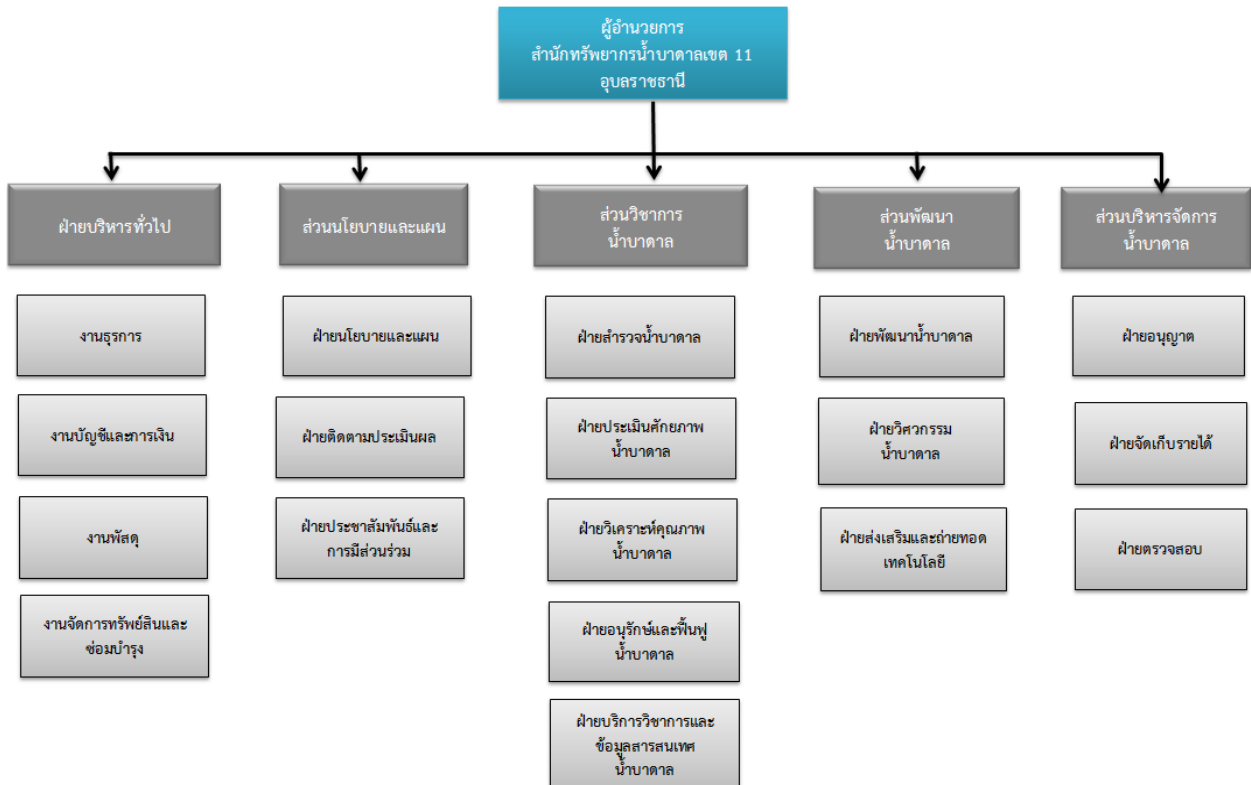 ผู้อำนวยการ
สำนักทรัพยากรน้ำบาดาลเขต 11
อุบลราชธานี
ฝ่ายบริหารทั่วไป
ส่วนนโยบายและแผน
ส่วนวิชาการ
น้ำบาดาล
ส่วนพัฒนา
น้ำบาดาล
ส่วนบริหารจัดการ
น้ำบาดาล
งานธุรการ
ฝ่ายนโยบายและแผน
ฝ่ายสำรวจน้ำบาดาล
ฝ่ายพัฒนาน้ำบาดาล
ฝ่ายอนุญาต
งานบัญชีและการเงิน
ฝ่ายติดตามประเมินผล
ฝ่ายประเมินศักยภาพ
น้ำบาดาล
ฝ่ายวิศวกรรม
น้ำบาดาล
ฝ่ายจัดเก็บรายได้
งานพัสดุ
ฝ่ายประชาสัมพันธ์และ
การมีส่วนร่วม
ฝ่ายวิเคราะห์คุณภาพ
น้ำบาดาล
ฝ่ายส่งเสริมและถ่ายทอด
เทคโนโลยี
ฝ่ายตรวจสอบ
งานจัดการทรัพย์สินและ
ซ่อมบำรุง
ฝ่ายอนุรักษ์และฟื้นฟู
น้ำบาดาล
ฝ่ายบริการวิชาการและ
ข้อมูลสารสนเทศ
น้ำบาดาล